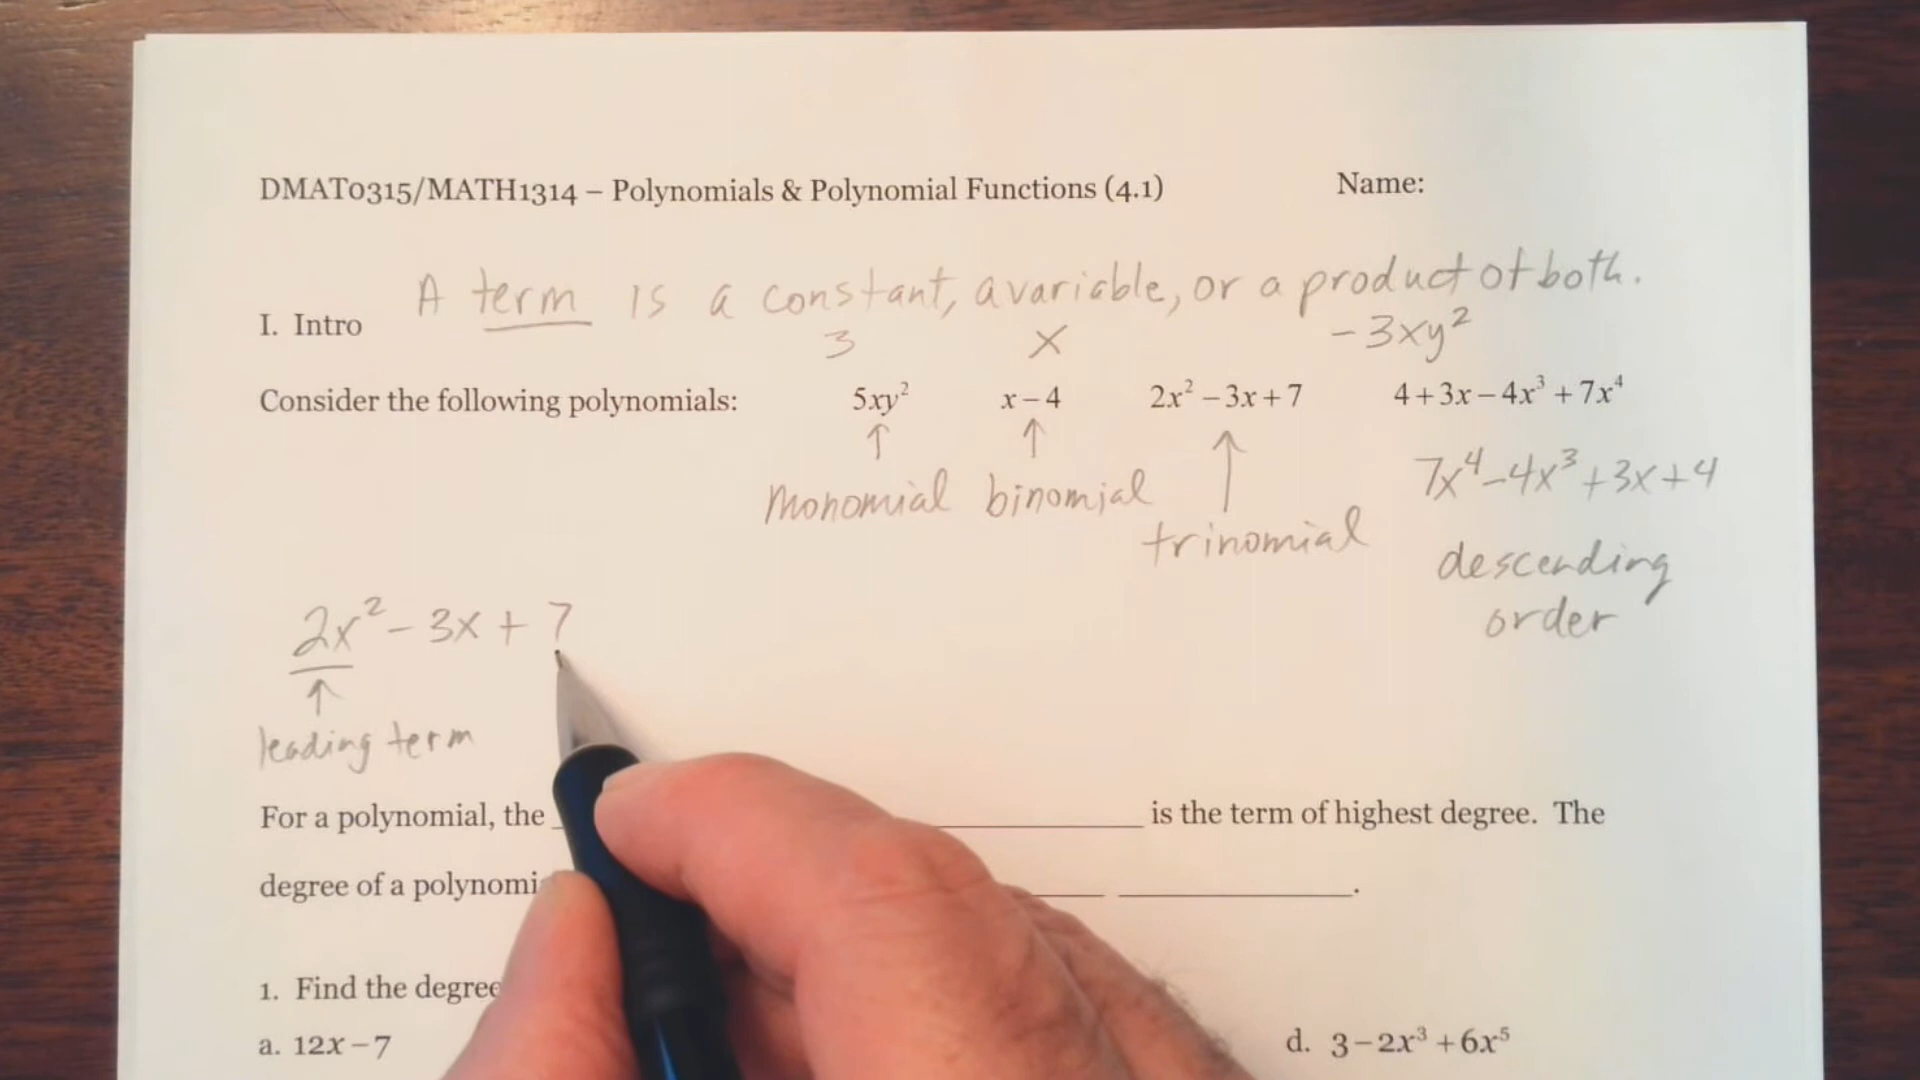 DMAT0315/MATH1314 – Polynomials & Polynomial Functions (4.1) Name:
A term is a constant, a variable, or a product of both.
I. Intro
3 x -3xy²
Consider the following polynomials: 5xy² x – 4 2x² – 3x + 7 4 + 3x – 4x³ + 7x⁴
↑ ↑ ↑ 7x⁴ - 4x³ + 3x + 4
monomial binomial trinomial
descending
order
2x² - 3x + 7
↑
leading term
For a polynomial, the ____ is the term of highest degree. The
degree of a ____ ____.
1. Find the degree
a. 12x – 7 d. 3 – 2x³ + 6x⁵